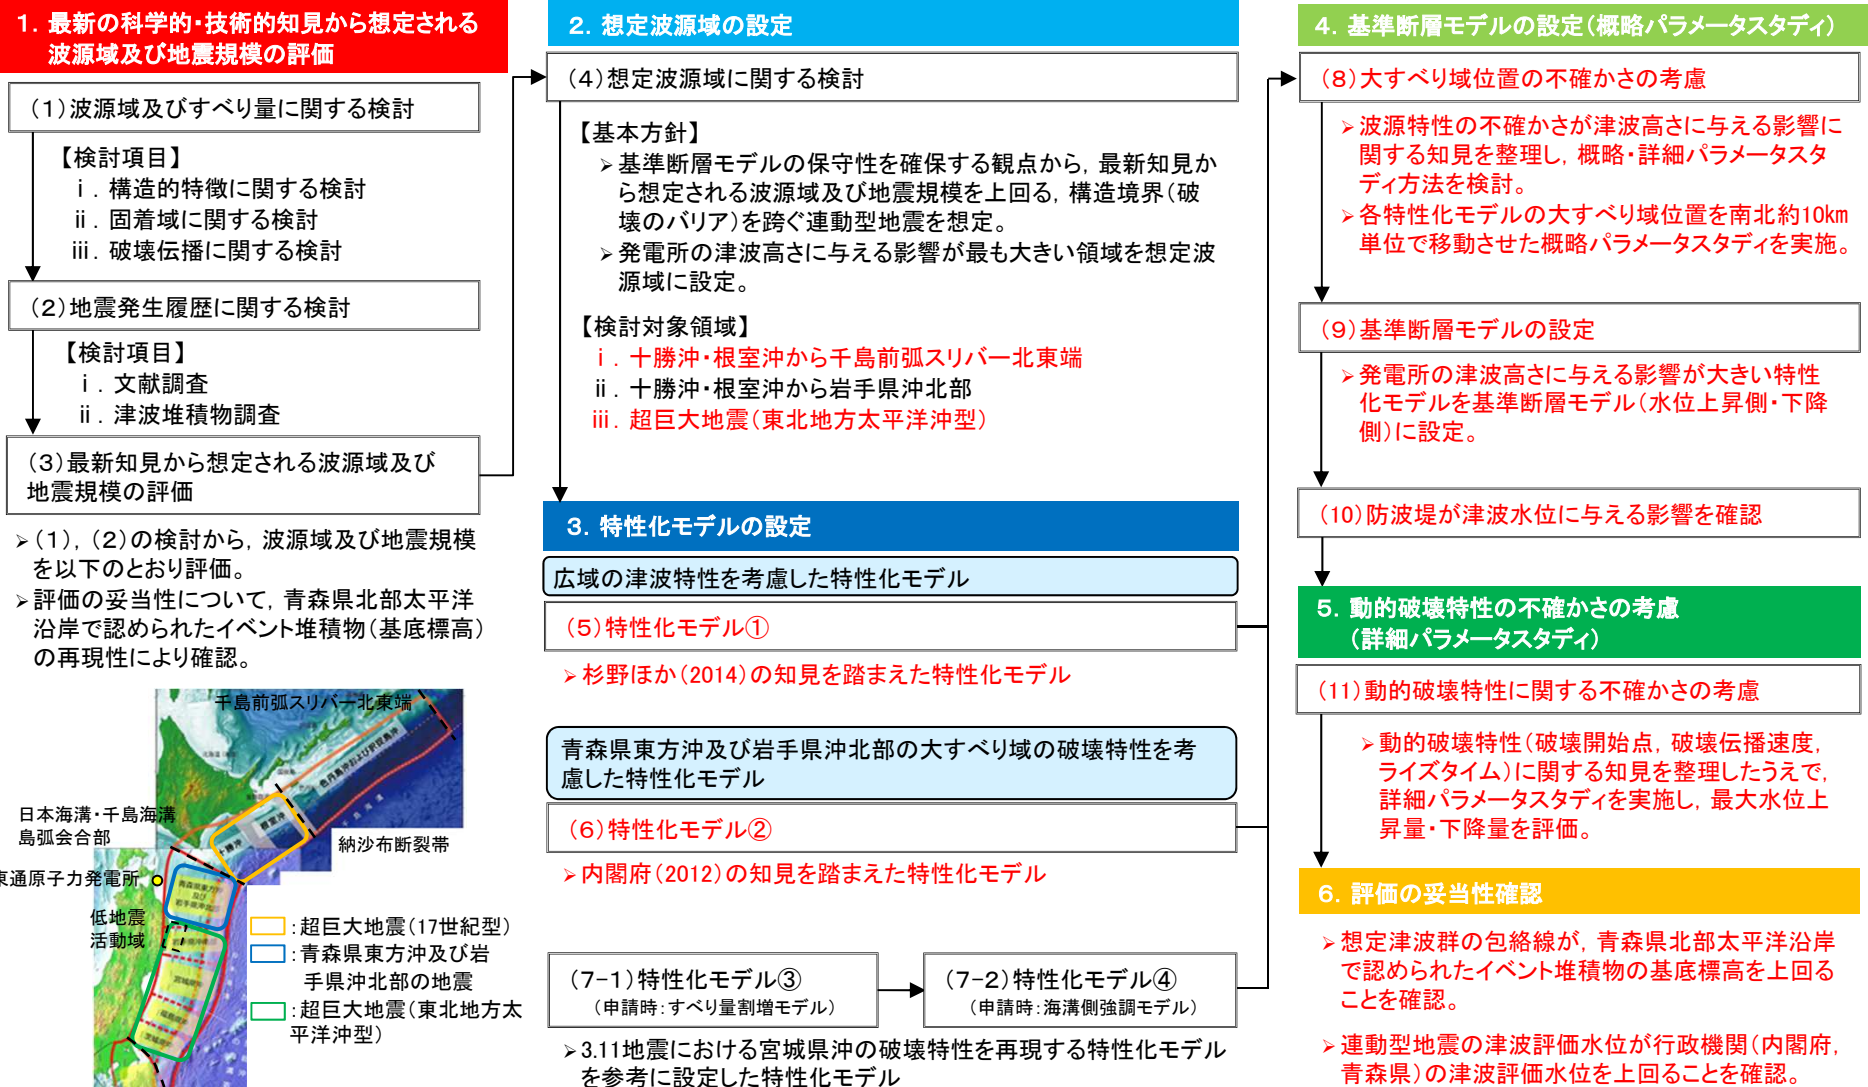 1. 最新の科学的・技術的知見から想定される
波源域及び地震規模の評価
(1)波源域及びすべり量に関する検討
【検討項目】
ⅰ. 構造的特徴に関する検討
ⅱ. 固着域に関する検討
ⅲ. 破壊伝播に関する検討
(2)地震発生履歴に関する検討
【検討項目】
ⅰ. 文献調査
ⅱ. 津波堆積物調査
(3)最新知見から想定される波源域及び
地震規模の評価
➢(1), (2)の検討から, 波源域及び地震規模
を以下のとおり評価。
➢評価の妥当性について, 青森県北部太平洋
沿岸で認められたイベント堆積物(基底標高)
の再現性により確認。
千島前弧スリバー北東端
色丹島沖および択捉島沖
根室沖
十勝沖
日本海溝・千島海溝
島弧会合部
納沙布断裂帯
東通原子力発電所
青森県東方沖
及び
岩手県沖北部
低地震
活動域
宮城県沖
福島県沖
茨城県沖
:超巨大地震(17世紀型)
:青森県東方沖及び岩
手県沖北部の地震
:超巨大地震(東北地方太
平洋沖型)
2. 想定波源域の設定
(4)想定波源域に関する検討
【基本方針】
➢基準断層モデルの保守性を確保する観点から, 最新知見か
ら想定される波源域及び地震規模を上回る, 構造境界(破
壊のバリア)を跨ぐ連動型地震を想定。
➢発電所の津波高さに与える影響が最も大きい領域を想定波
源域に設定。
【検討対象領域】
ⅰ. 十勝沖・根室沖から千島前弧スリバー北東端
ⅱ. 十勝沖・根室沖から岩手県沖北部
ⅲ. 超巨大地震(東北地方太平洋沖型)
3. 特性化モデルの設定
広域の津波特性を考慮した特性化モデル
(5)特性化モデル①
➢杉野ほか(2014)の知見を踏まえた特性化モデル
青森県東方沖及び岩手県沖北部の大すべり域の破壊特性を考
慮した特性化モデル
(6)特性化モデル②
➢内閣府(2012)の知見を踏まえた特性化モデル
(7-1)特性化モデル③
(申請時:すべり量割増モデル)
(7-2)特性化モデル④
(申請時:海溝側強調モデル)
➢3.11地震における宮城県沖の破壊特性を再現する特性化モデル
を参考に設定した特性化モデル
4. 基準断層モデルの設定(概略パラメータスタディ)
(8)大すべり域位置の不確かさの考慮
➢波源特性の不確かさが津波高さに与える影響に
関する知見を整理し, 概略・詳細パラメータスタ
ディ方法を検討。
➢各特性化モデルの大すべり域位置を南北約10km
単位で移動させた概略パラメータスタディを実施。
(9)基準断層モデルの設定
➢発電所の津波高さに与える影響が大きい特性
化モデルを基準断層モデル(水位上昇側・下降
側)に設定。
(10)防波堤が津波水位に与える影響を確認
5. 動的破壊特性の不確かさの考慮
(詳細パラメータスタディ)
(11)動的破壊特性に関する不確かさの考慮
➢動的破壊特性(破壊開始点, 破壊伝播速度,
ライズタイム)に関する知見を整理したうえで,
詳細パラメータスタディを実施し, 最大水位上
昇量・下降量を評価。
6. 評価の妥当性確認
➢想定津波群の包絡線が, 青森県北部太平洋沿岸
で認められたイベント堆積物の基底標高を上回る
ことを確認。
➢連動型地震の津波評価水位が行政機関(内閣府,
青森県)の津波評価水位を上回ることを確認。